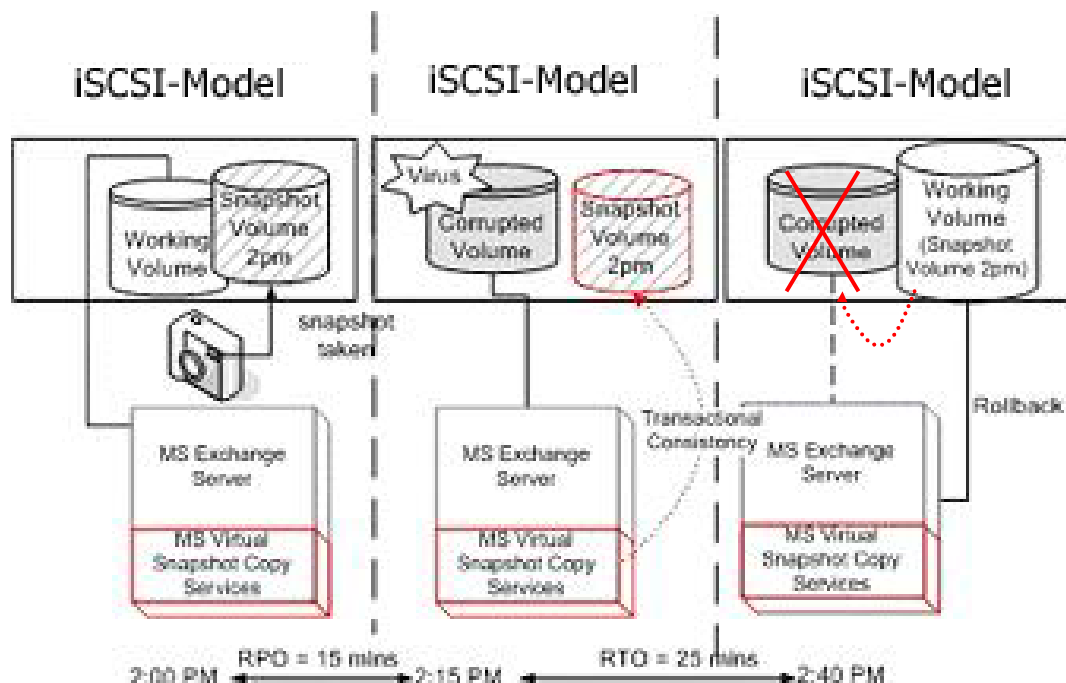 iSCSI-Model
Working
Volume
Snapshot
Volume
2pm
snapshot
taken
MS Exchange
Server
MS Virtual
Snapshot Copy
Services
iSCSI-Model
Virus
Corrupted
Volume
Snapshot
Volume
2pm
Transactional
Consistency
MS Exchange
Server
MS Virtual
Snapshot Copy
Services
iSCSI-Model
Corrupted
Volume
Working
Volume
(Snapshot
Volume 2pm)
Rollback
MS Exchange
Server
MS Virtual
Snapshot Copy
Services
2:00 PM RPO = 15 mins 2:15 PM RTO = 25 mins 2:40 PM